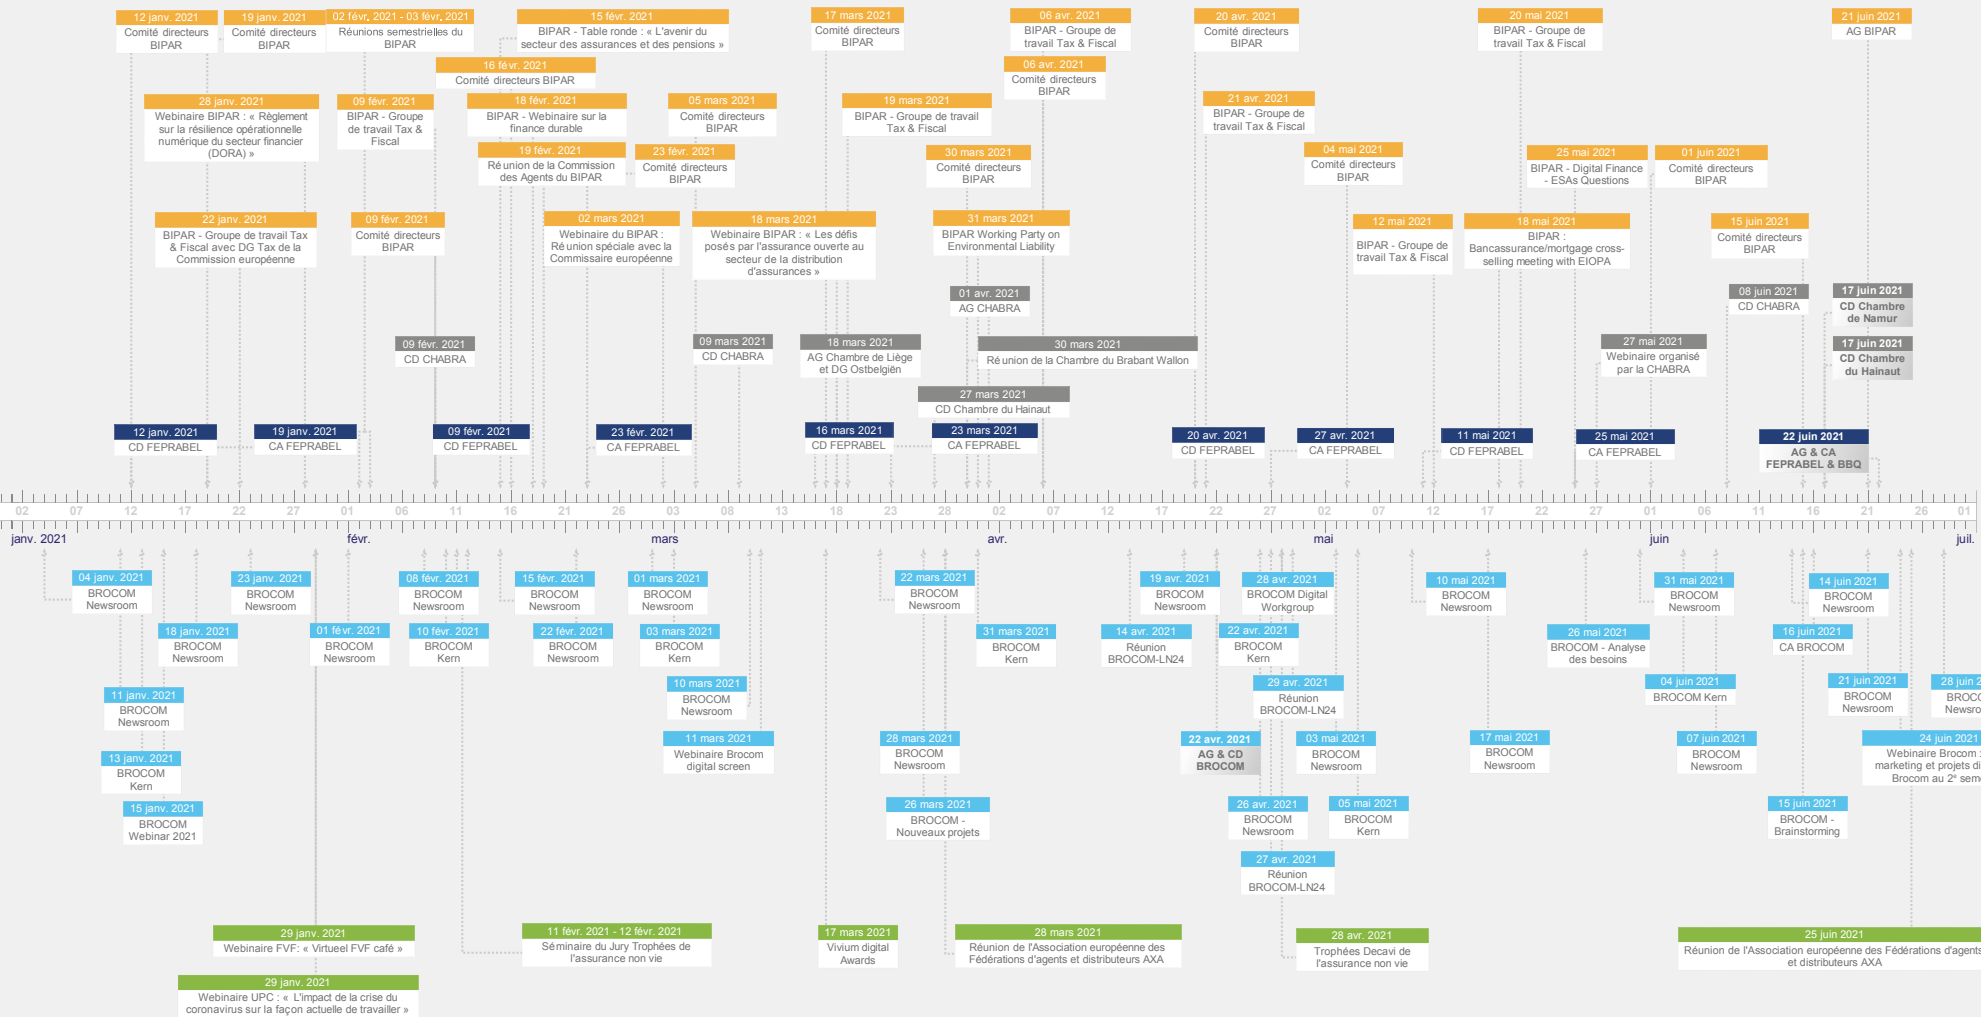 12 janv. 2021
Comité directeurs
BIPAR
19 janv. 2021
Comité directeurs
BIPAR
02 févr. 2021 - 03 févr. 2021
Réunions semestrielles du
BIPAR
15 févr. 2021
BIPAR - Table ronde : « L'avenir du
secteur des assurances et des pensions »
17 mars 2021
Comité directeurs
BIPAR
06 avr. 2021
BIPAR - Groupe de
travail Tax & Fiscal
20 avr. 2021
Comité directeurs
BIPAR
20 mai 2021
BIPAR - Groupe de
travail Tax & Fiscal
21 juin 2021
AG BIPAR
16 févr. 2021
Comité directeurs BIPAR
06 avr. 2021
Comité directeurs
BIPAR
28 janv. 2021
Webinaire BIPAR : « Règlement
sur la résilience opérationnelle
numérique du secteur financier
(DORA) »
09 févr. 2021
BIPAR - Groupe
de travail Tax &
Fiscal
18 févr. 2021
BIPAR - Webinaire sur la
finance durable
05 mars 2021
Comité directeurs
BIPAR
19 mars 2021
BIPAR - Groupe de travail
Tax & Fiscal
21 avr. 2021
BIPAR - Groupe de
travail Tax & Fiscal
19 févr. 2021
Réunion de la Commission
des Agents du BIPAR
23 févr. 2021
Comité directeurs
BIPAR
30 mars 2021
Comité directeurs
BIPAR
04 mai 2021
Comité directeurs
BIPAR
25 mai 2021
BIPAR - Digital Finance
- ESAs Questions
01 juin 2021
Comité directeurs
BIPAR
22 janv. 2021
BIPAR - Groupe de travail Tax
& Fiscal avec DG Tax de la
Commission européenne
09 févr. 2021
Comité directeurs
BIPAR
02 mars 2021
Webinaire du BIPAR :
Réunion spéciale avec la
Commissaire européenne
18 mars 2021
Webinaire BIPAR : « Les défis
posés par l'assurance ouverte au
secteur de la distribution
d'assurances »
31 mars 2021
BIPAR Working Party on
Environmental Liability
12 mai 2021
BIPAR - Groupe de
travail Tax & Fiscal
18 mai 2021
BIPAR :
Bancassurance/mortgage cross-
selling meeting with EIOPA
15 juin 2021
Comité directeurs
BIPAR
01 avr. 2021
AG CHABRA
08 juin 2021
CD CHABRA
17 juin 2021
CD Chambre
de Namur
09 févr. 2021
CD CHABRA
09 mars 2021
CD CHABRA
18 mars 2021
AG Chambre de Liège
et DG Ostbelgiën
30 mars 2021
Réunion de la Chambre du Brabant Wallon
27 mai 2021
Webinaire organisé
par la CHABRA
17 juin 2021
CD Chambre
du Hainaut
27 mars 2021
CD Chambre du Hainaut
12 janv. 2021
CD FEPRABEL
19 janv. 2021
CA FEPRABEL
09 févr. 2021
CD FEPRABEL
23 févr. 2021
CA FEPRABEL
16 mars 2021
CD FEPRABEL
23 mars 2021
CA FEPRABEL
20 avr. 2021
CD FEPRABEL
27 avr. 2021
CA FEPRABEL
11 mai 2021
CD FEPRABEL
25 mai 2021
CA FEPRABEL
22 juin 2021
AG & CA
FEPRABEL & BBQ
02 07 12 17 22 27 01 06 11 16 21 26 03 08 13 18 23 28 02 07 12 17 22 27 02 07 12 17 22 27 01 06 11 16 21 26 01
janv. 2021 févr. mars avr. mai juin juil.
04 janv. 2021
BROCOM
Newsroom
23 janv. 2021
BROCOM
Newsroom
08 févr. 2021
BROCOM
Newsroom
15 févr. 2021
BROCOM
Newsroom
01 mars 2021
BROCOM
Newsroom
22 mars 2021
BROCOM
Newsroom
19 avr. 2021
BROCOM
Newsroom
28 avr. 2021
BROCOM Digital
Workgroup
10 mai 2021
BROCOM
Newsroom
31 mai 2021
BROCOM
Newsroom
14 juin 2021
BROCOM
Newsroom
18 janv. 2021
BROCOM
Newsroom
01 févr. 2021
BROCOM
Newsroom
10 févr. 2021
BROCOM
Kern
22 févr. 2021
BROCOM
Newsroom
03 mars 2021
BROCOM
Kern
31 mars 2021
BROCOM
Kern
14 avr. 2021
Réunion
BROCOM-LN24
22 avr. 2021
BROCOM
Kern
26 mai 2021
BROCOM - Analyse
des besoins
16 juin 2021
CA BROCOM
11 janv. 2021
BROCOM
Newsroom
10 mars 2021
BROCOM
Newsroom
29 avr. 2021
Réunion
BROCOM-LN24
04 juin 2021
BROCOM Kern
21 juin 2021
BROCOM
Newsroom
28 juin 2
BROCO
Newsro
13 janv. 2021
BROCOM
Kern
11 mars 2021
Webinaire Brocom
digital screen
28 mars 2021
BROCOM
Newsroom
22 avr. 2021
AG & CD
BROCOM
03 mai 2021
BROCOM
Newsroom
17 mai 2021
BROCOM
Newsroom
07 juin 2021
BROCOM
Newsroom
24 juin 2021
Webinaire Brocom :
marketing et projets di
Brocom au 2e sem
15 janv. 2021
BROCOM
Webinar 2021
26 mars 2021
BROCOM -
Nouveaux projets
26 avr. 2021
BROCOM
Newsroom
05 mai 2021
BROCOM
Kern
15 juin 2021
BROCOM -
Brainstorming
27 avr. 2021
Réunion
BROCOM-LN24
29 janv. 2021
Webinaire FVF: « Virtueel FVF café »
11 févr. 2021 - 12 févr. 2021
Séminaire du Jury Trophées de
l'assurance non vie
17 mars 2021
Vivium digital
Awards
28 mars 2021
Réunion de l'Association européenne des
Fédérations d'agents et distributeurs AXA
28 avr. 2021
Trophées Decavi de
l'assurance non vie
25 juin 2021
Réunion de l'Association européenne des Fédérations d'agents
et distributeurs AXA
29 janv. 2021
Webinaire UPC : « L'impact de la crise du
coronavirus sur la façon actuelle de travailler »